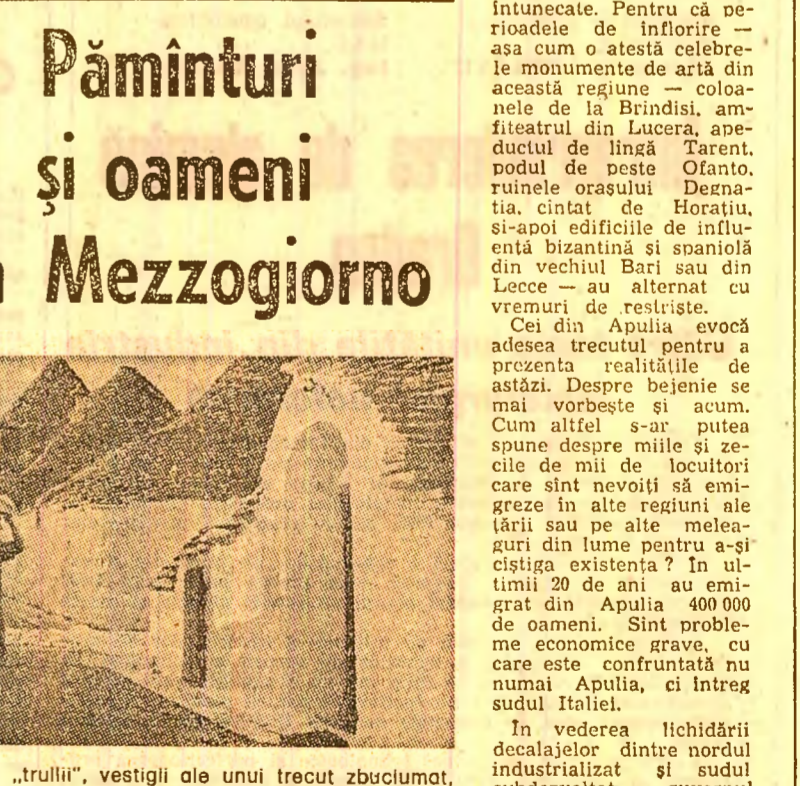 Pămînturi
și oameni
Mezzogiorno
„trullii", vestigii ale unui trecut zbuciumat,
întunecate. Pentru că pe-
rioadele de înflorire —
așa cum o atestă celebre-
le monumente de artă din
această regiune — coloa-
nele de la Brindisi, am-
fiteatrul din Lucera, ape-
ductul de lingă Tarent,
podul de peste Ofanto,
ruinele orașului Degna-
tia, cintat de Horațiu,
și-apoi edificiile de influ-
ență bizantină și spaniolă
din vechiul Bari sau din
Lecce — au alternat cu
vremuri de restriște.
Cei din Apulia evocă
adesea trecutul pentru a
prezenta realitățile de
astăzi. Despre bejenie se
mai vorbește și acum.
Cum altfel s-ar putea
spune despre miile și ze-
cile de mii de locuitori
care sînt nevoiți să emi-
greze în alte regiuni ale
țării sau pe alte melea-
guri din lume pentru a-și
ciștiga existența ? În ul-
timii 20 de ani au emi-
grat din Apulia 400 000
de oameni. Sint proble-
me economice grave, cu
care este confruntată nu
numai Apulia, ci întreg
sudul Italiei.
In vederea lichidării
decalajelor dintre nordul
industrializat și sudul